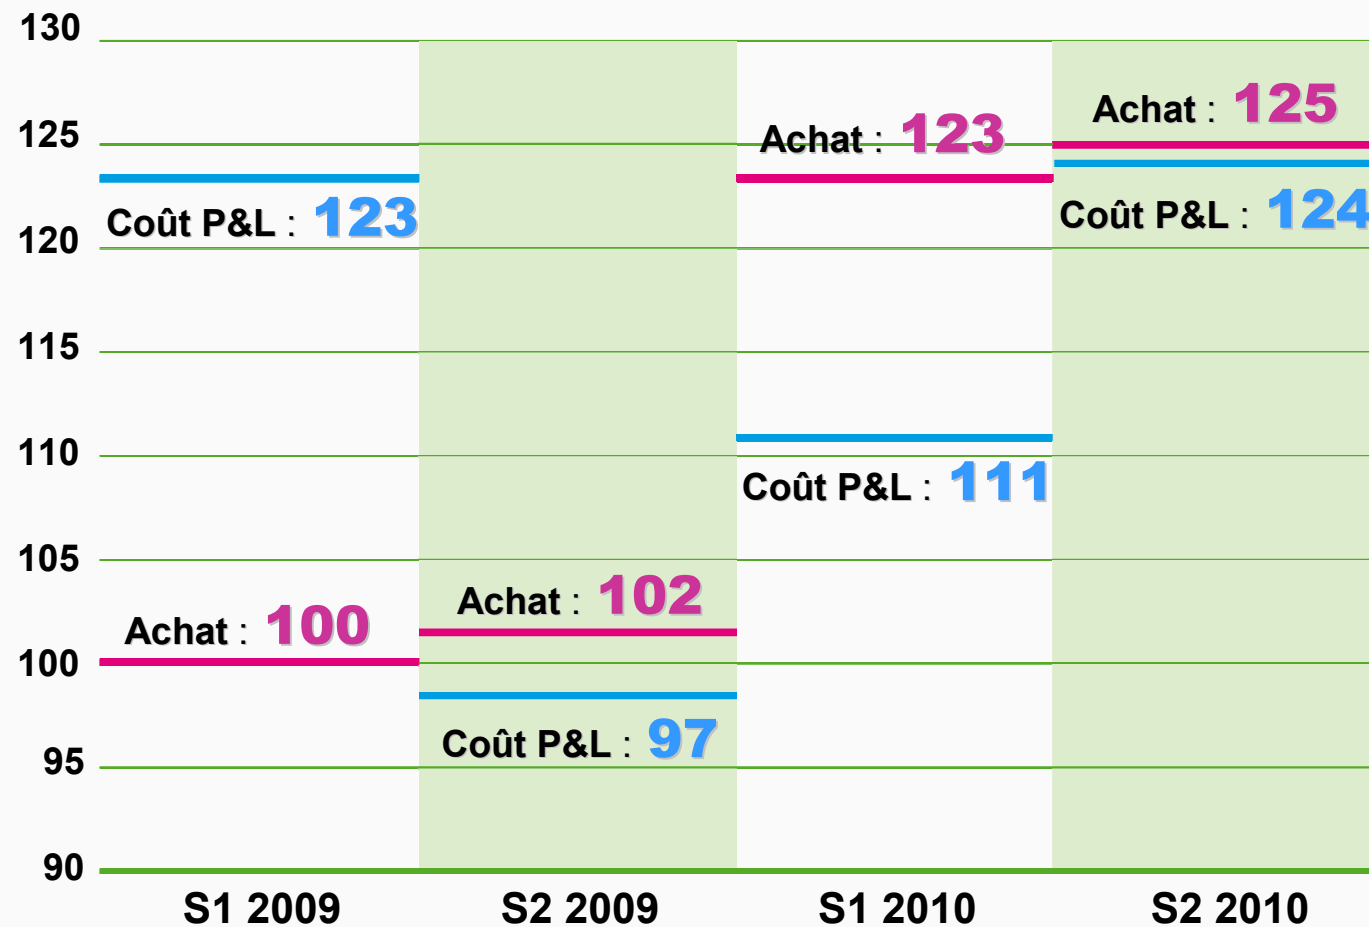 130
125
120
115
110
105
100
95
90
Coût P&L : 123
Achat : 100
Achat : 102
Coût P&L : 97
Achat : 123
Coût P&L : 111
Achat : 125
Coût P&L : 124
S1 2009
S2 2009
S1 2010
S2 2010